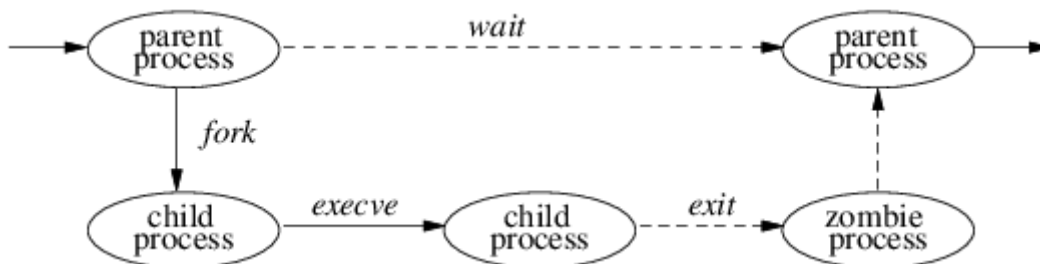 parent
process
wait
parent
process
fork
child
process
execve
child
process
exit
zombie
process